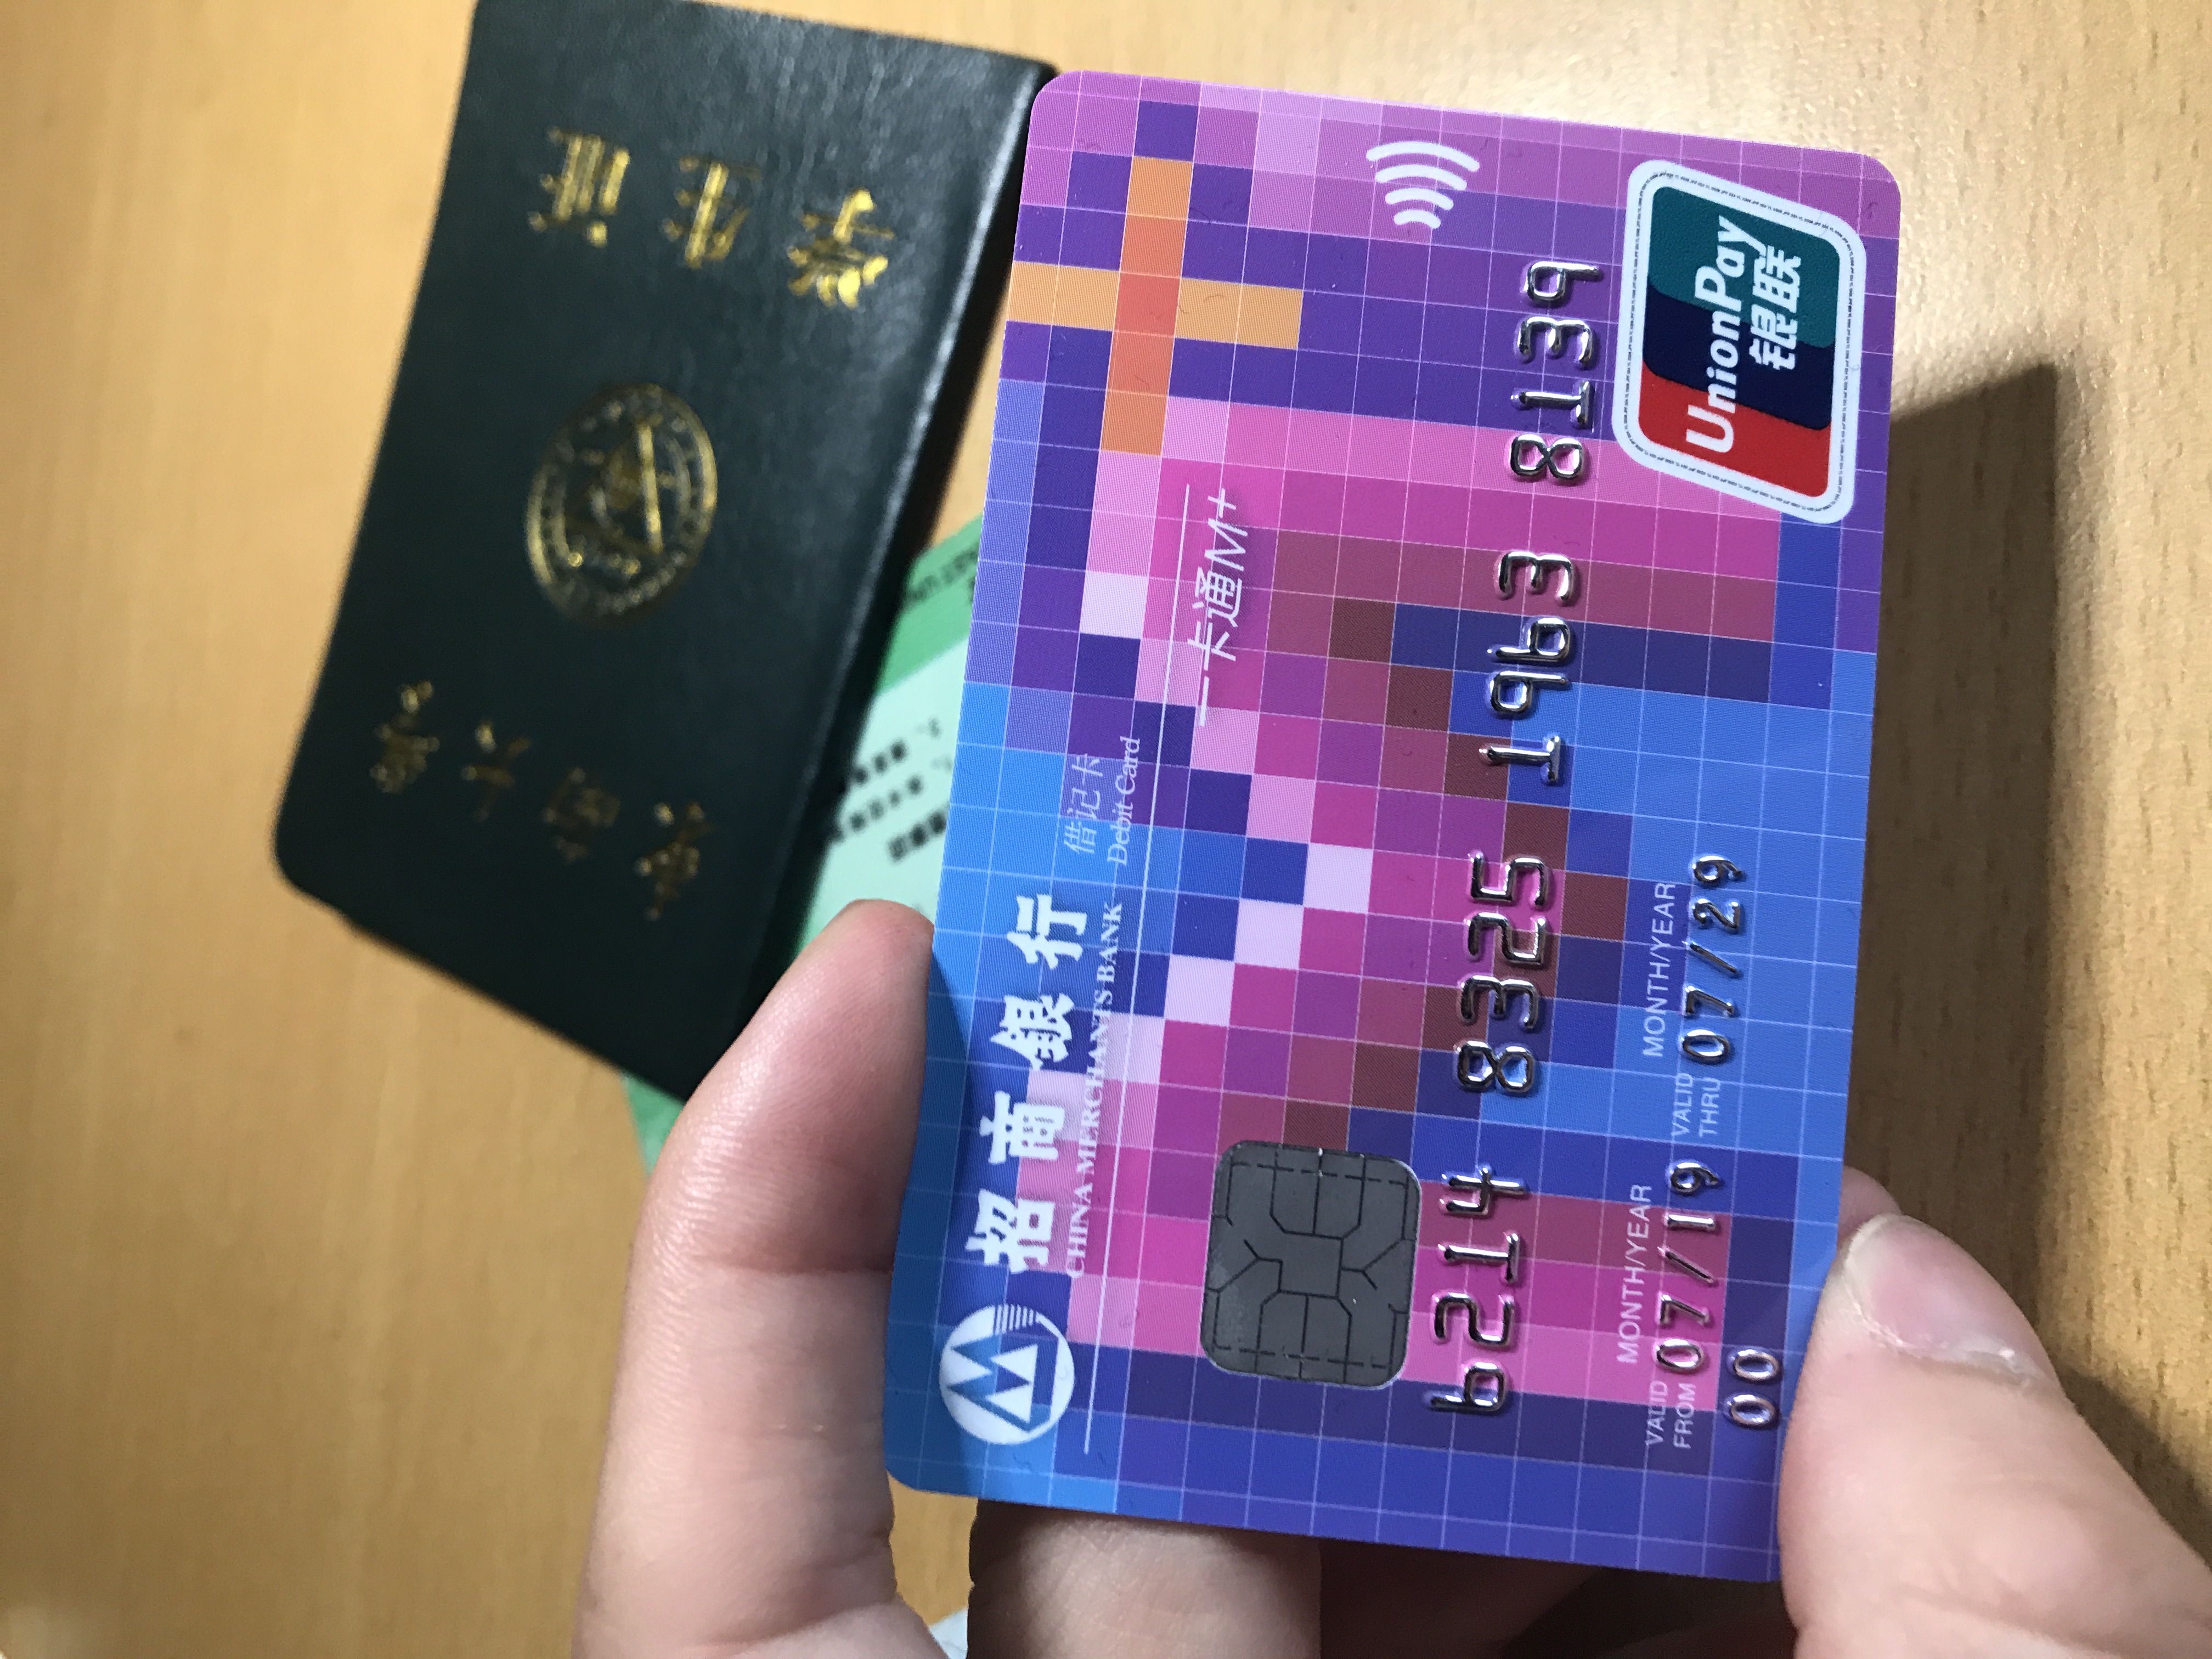 东南大学
学生证
招商银行
CHINA MERCHANTS BANK
借记卡
Debit Card
一卡通M+
6214 8325 1963 8139
MONTH/YEAR
VALID FROM 07/19
MONTH/YEAR
VALID THRU 07/29
00
UnionPay
银联